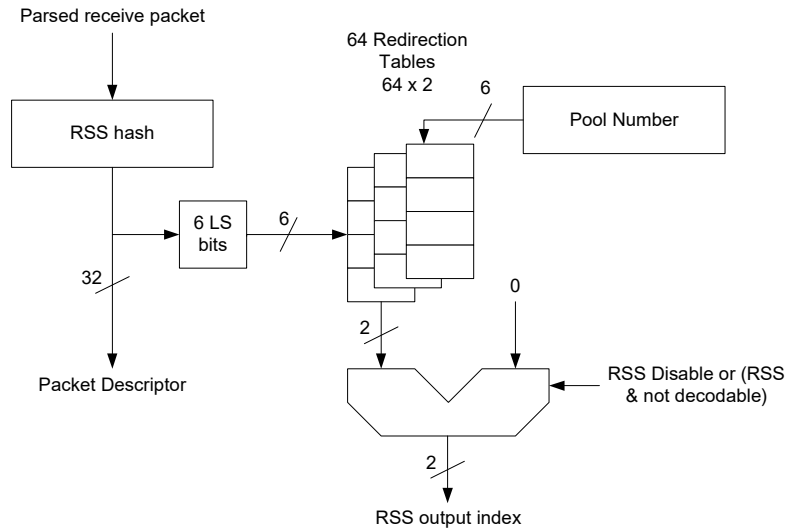 Parsed receive packet
64 Redirection
Tables
64 x 2
6
Pool Number
RSS hash
6 LS
bits
6
32
0
2
Packet Descriptor
RSS Disable or (RSS
& not decodable)
2
RSS output index